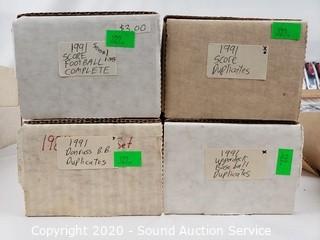 $3.00
1991
SCORE
FOOTBALL
COMPLETE
1991
SCORE
Duplicates
Set
1991
Donruss B.B.
Duplicates
1991
Upperdeck
Baseball
Duplicates
Copyright 2020 - Sound Auction Service